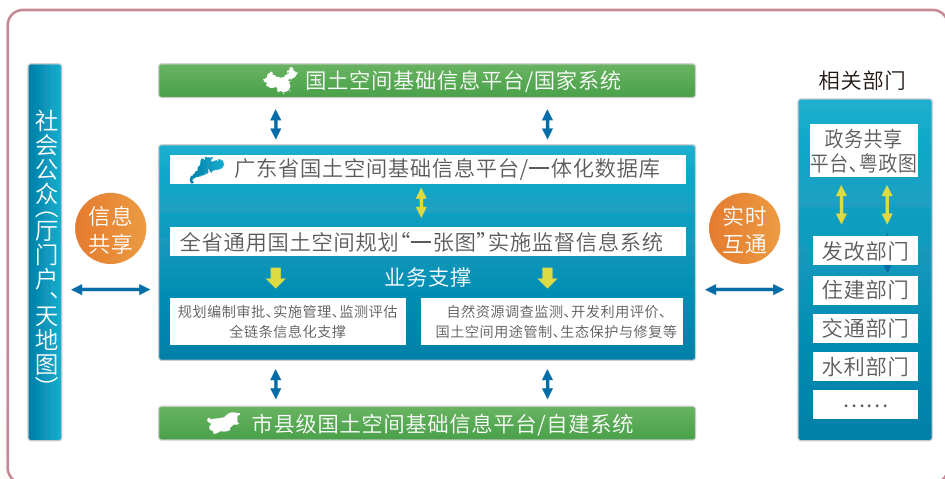 社会公众(厅门户、天地图)
信息
共享
国土空间基础信息平台/国家系统
广东省国土空间基础信息平台/一体化数据库
全省通用国土空间规划“一张图”实施监督信息系统
业务支撑
规划编制审批、实施管理、监测评估
全链条信息化支撑
自然资源调查监测、开发利用评价、
国土空间用途管制、生态保护与修复等
市县级国土空间基础信息平台/自建系统
实时
互通
相关部门
政务共享
平台、粤政图
发改部门
住建部门
交通部门
水利部门
……